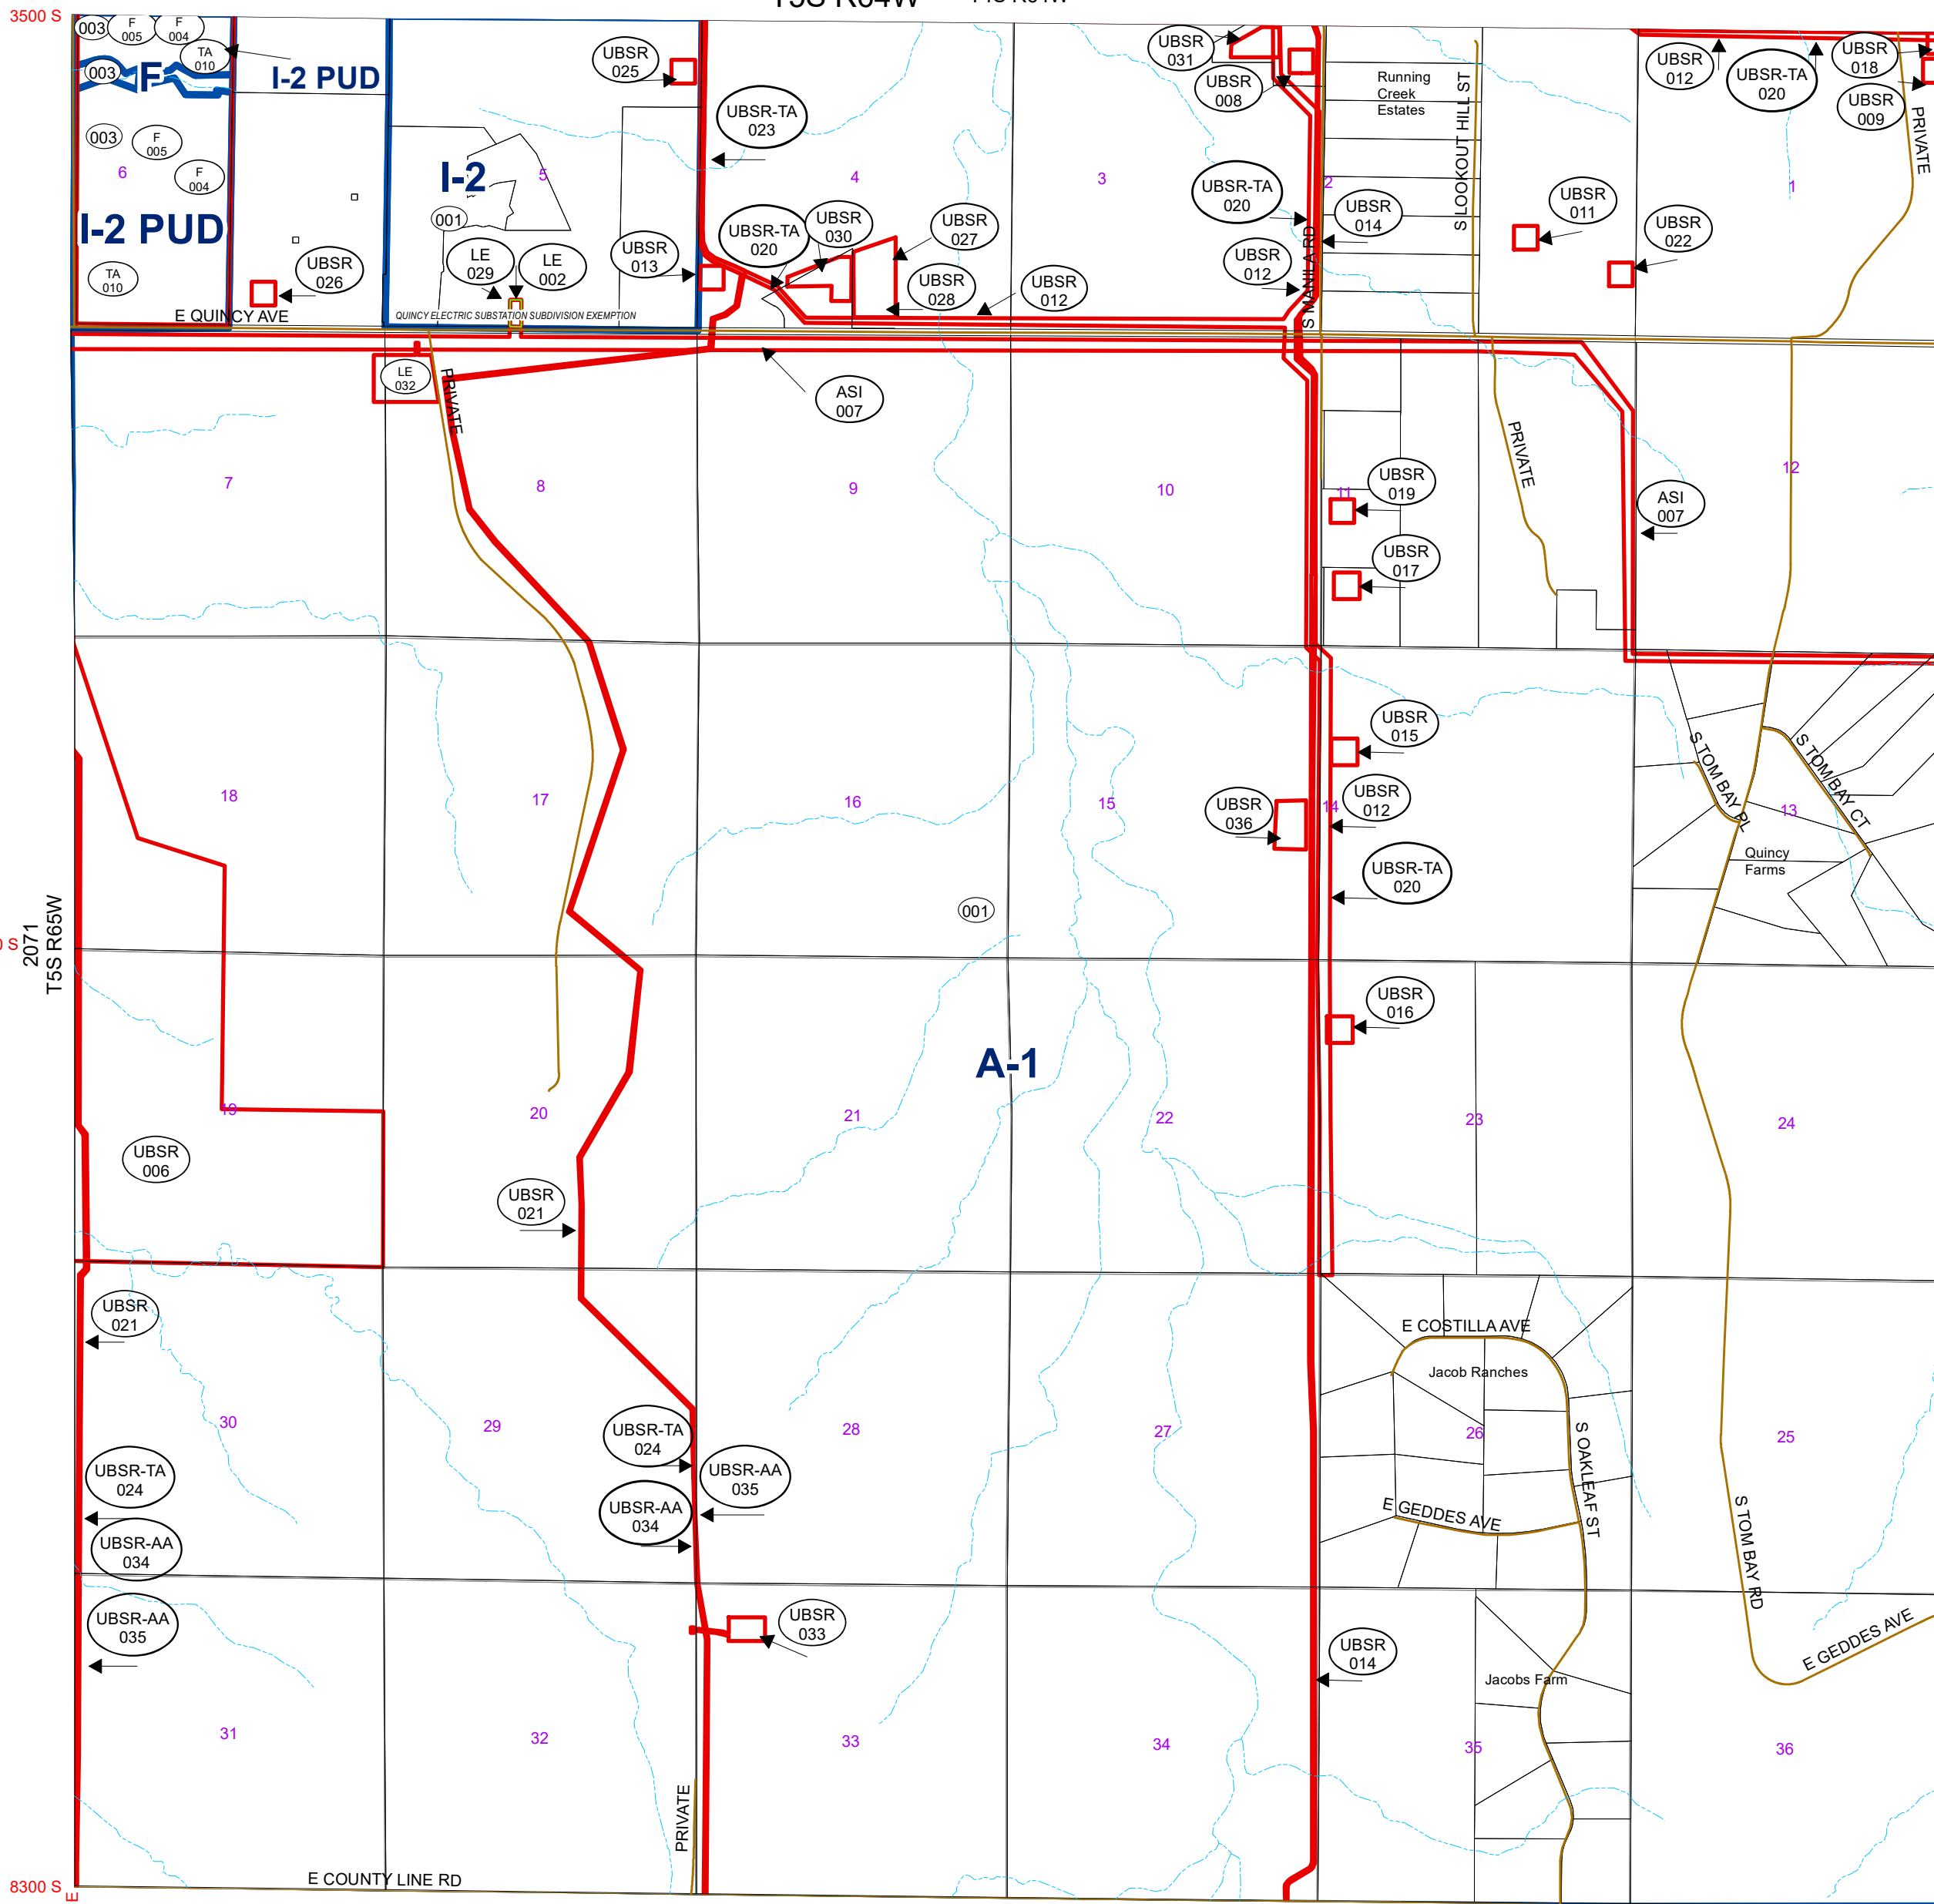 T5S R64W
3500 S
003
F
005
F
004
TA
010
003
F
I-2 PUD
003
F
005
F
004
6
I-2 PUD
TA
010
UBSR
026
E QUINCY AVE
I-2
5
001
LE
029
LE
002
QUINCY ELECTRIC SUBSTATION SUBDIVISION EXEMPTION
UBSR
025
UBSR-TA
023
4
UBSR
013
UBSR-TA
020
UBSR
030
UBSR
027
UBSR
028
UBSR
012
3
UBSR
031
UBSR
008
UBSR-TA
020
UBSR
012
S MANILA RD
2
UBSR
014
Running
Creek
Estates
S LOOKOUT HILL ST
UBSR
011
UBSR
022
UBSR
012
UBSR-TA
020
UBSR
018
UBSR
009
PRIVATE
1
LE
032
PRIVATE
ASI
007
7
8
9
10
11
UBSR
019
UBSR
017
PRIVATE
ASI
007
12
18
17
16
15
14
13
UBSR
015
UBSR
012
UBSR
036
UBSR-TA
020
S TOM BAY PL
S TOM BAY CT
Quincy
Farms
001
2071
T5S R65W
0 S
UBSR
016
A-1
19
20
21
22
23
24
UBSR
006
UBSR
021
UBSR
021
E COSTILLA AVE
Jacob Ranches
30
29
28
27
26
25
UBSR-TA
024
UBSR-AA
035
UBSR-AA
034
UBSR-TA
024
UBSR-AA
034
UBSR-AA
035
E GEDDES AVE
S OAKLEAF ST
S TOM BAY RD
E GEDDES AVE
UBSR
033
UBSR
014
Jacobs Farm
31
32
33
34
35
36
PRIVATE
E COUNTY LINE RD
8300 S
E